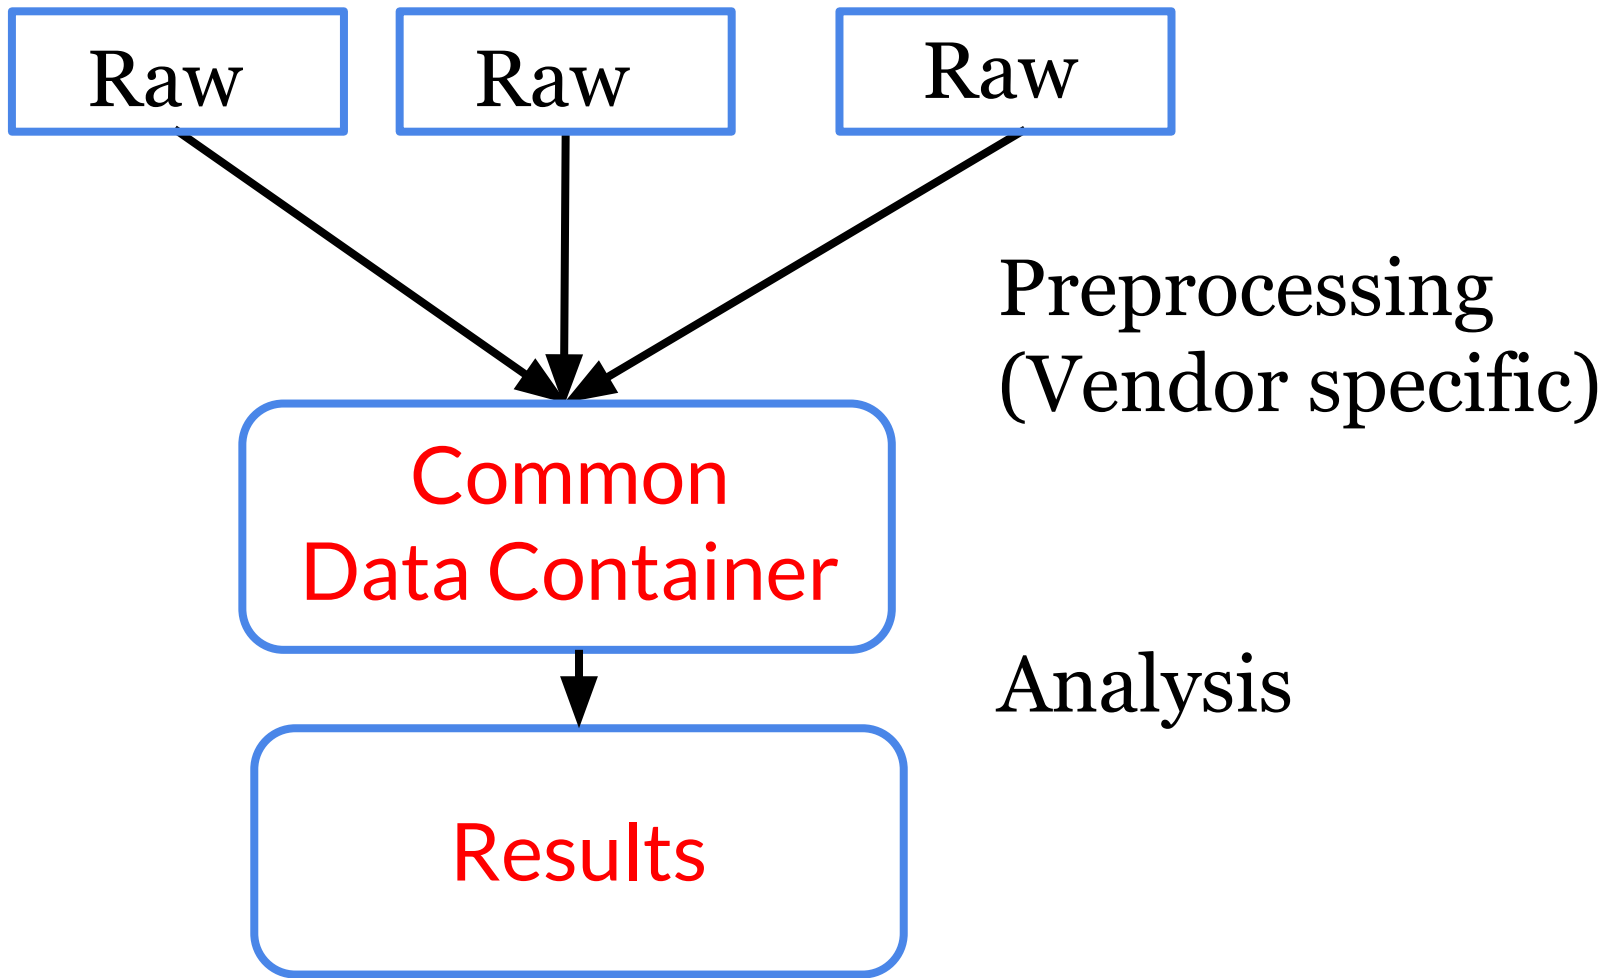 Raw
Raw
Raw
Preprocessing
(Vendor specific)
Common
Data Container
Analysis
Results